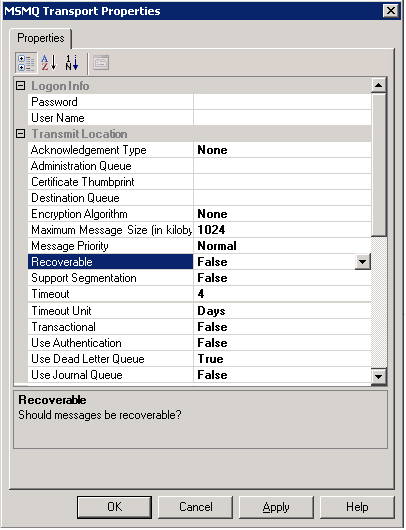 MSMQ Transport Properties
Properties
Logon Info
Password
User Name
Transmit Location
Acknowledgement Type None
Administration Queue
Certificate Thumbprint
Destination Queue
Encryption Algorithm None
Maximum Message Size (in kiloby 1024
Message Priority Normal
Recoverable False
Support Segmentation False
Timeout 4
Timeout Unit Days
Transactional False
Use Authentication False
Use Dead Letter Queue True
Use Journal Queue False
Recoverable
Should messages be recoverable?
OK Cancel Apply Help